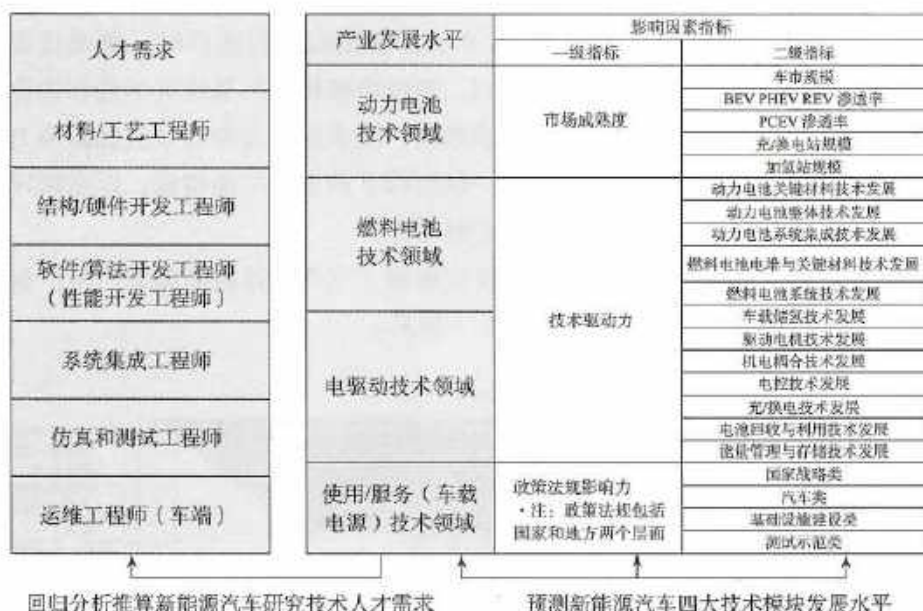 人才需求
材料/工艺工程师
结构/硬件开发工程师
软件/算法开发工程师
（性能开发工程师）
系统集成工程师
仿真和测试工程师
运维工程师（车端）
产业发展水平
动力电池
技术领域
燃料电池
技术领域
电驱动技术领域
使用/服务（车载
电源）技术领域
影响因素指标
一级指标
二级指标
市场成熟度
车市规模
BEV PHEV REV 渗透率
PCEV 渗透率
充/换电站规模
加氢站规模
技术驱动力
动力电池关键材料技术发展
动力电池整体技术发展
动力电池系统集成技术发展
燃料电池电堆与关键材料技术发展
燃料电池系统技术发展
车载储氢技术发展
驱动电机技术发展
机电耦合技术发展
电控技术发展
充/换电技术发展
电池回收与利用技术发展
能量管理与存储技术发展
政策法规影响力
·注：政策法规包括
国家和地方两个层面
国家战略类
汽车类
基础设施建设类
测试示范类
回归分析推算新能源汽车研究技术人才需求
预测新能源汽车四大技术模块发展水平